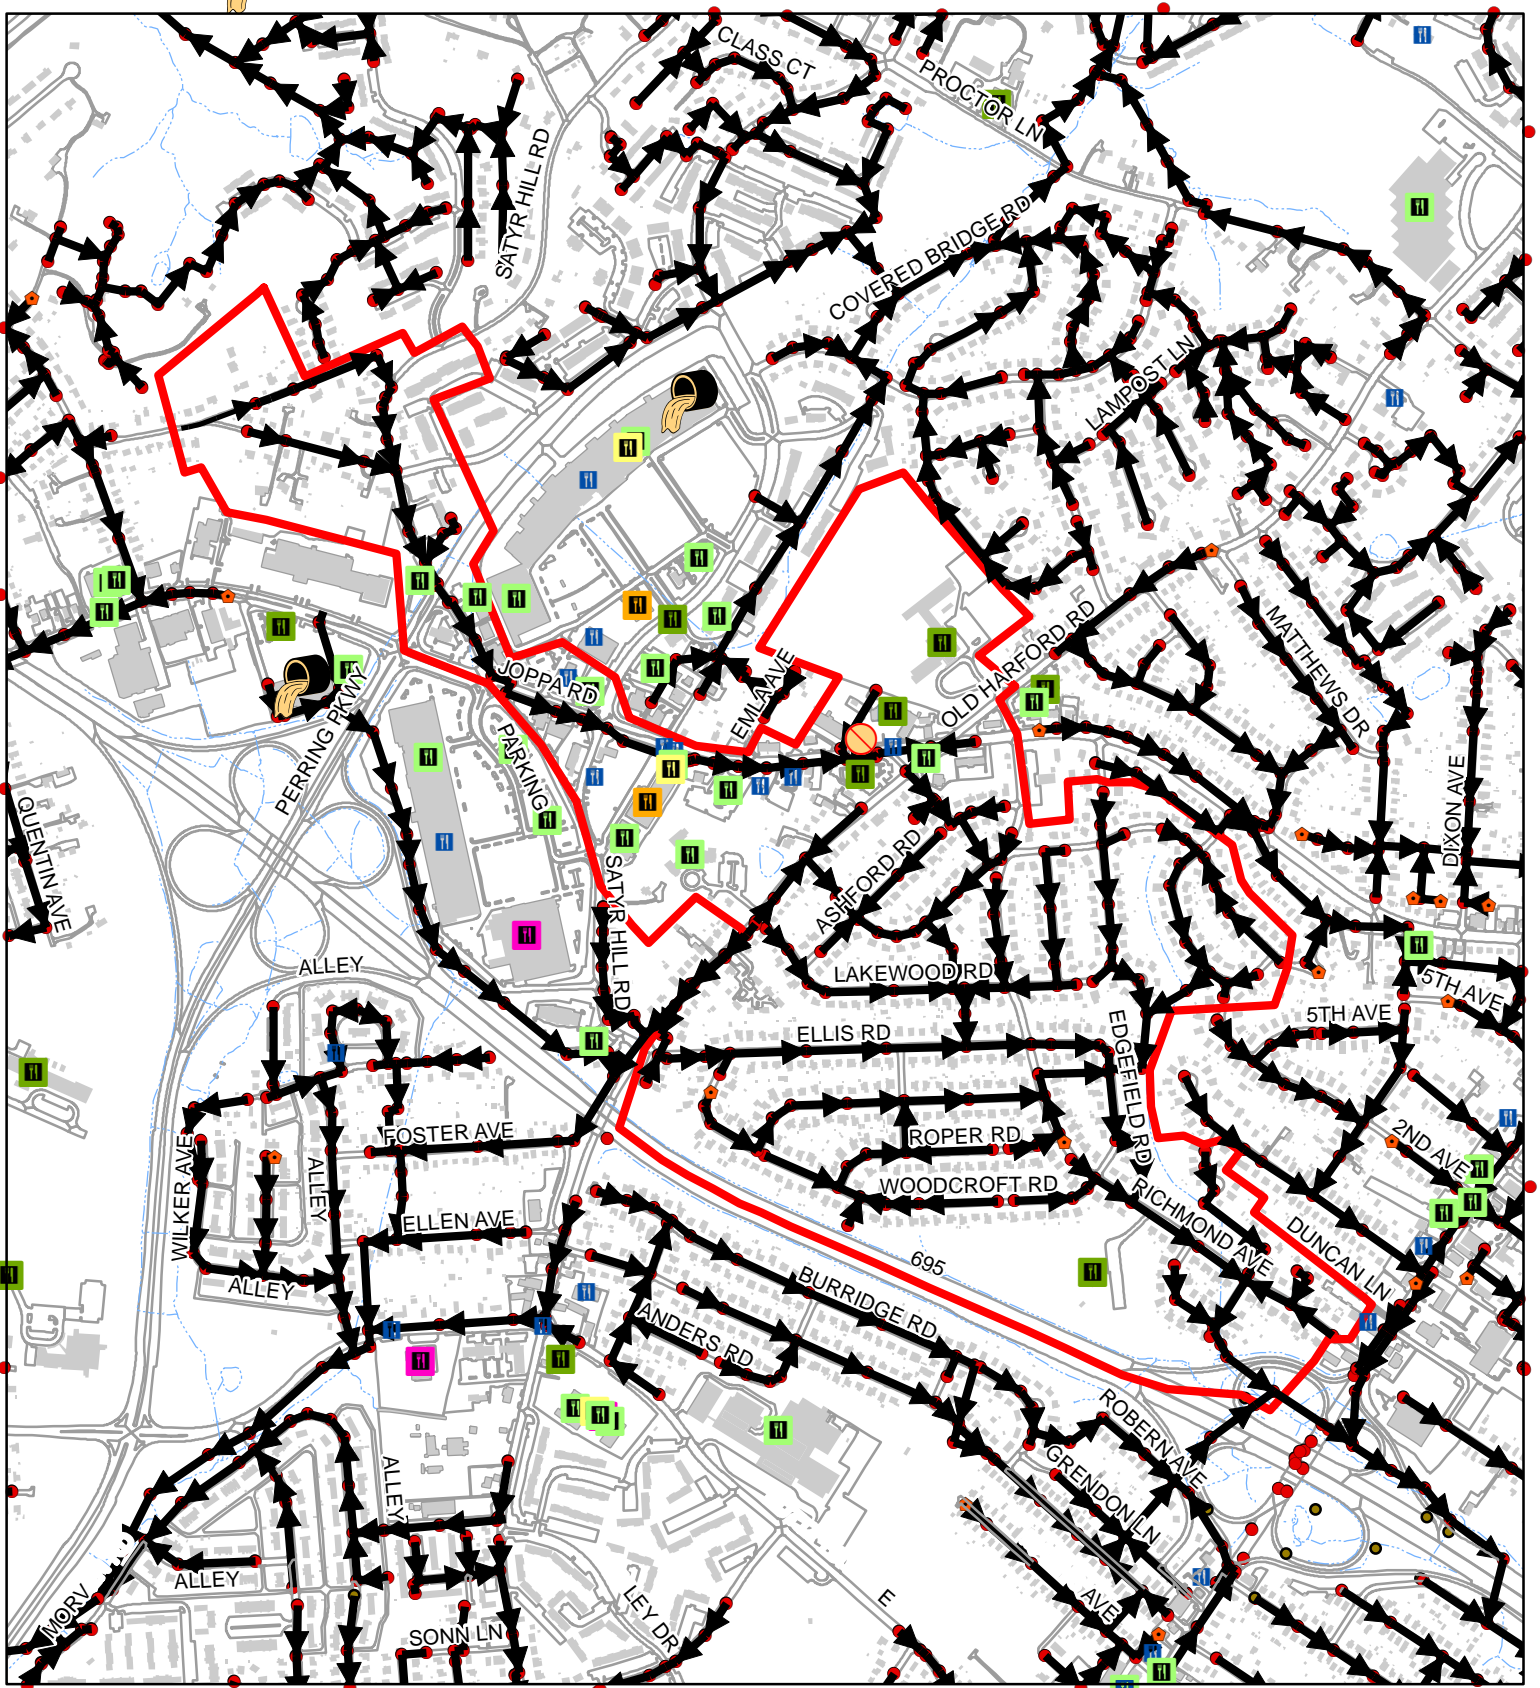 CLASS CT
PROCTOR LN
SATYR HILL RD
COVERED BRIDGE RD
LAMPOST LN
MATTHEWS DR
OLD HARFORD RD
JOPPA RD
EMLA AVE
PERRING PKWY
PARKING
QUENTIN AVE
DIXON AVE
ASHFORD RD
SATYR HILL RD
LAKEWOOD RD
ALLEY
5TH AVE
5TH AVE
ELLIS RD
EDGEFIELD RD
FOSTER AVE
ROPER RD
2ND AVE
WILKER AVE
ALLEY
WOODCROFT RD
RICHMOND AVE
ELLEN AVE
DUNCAN LN
695
ALLEY
BURRIDGE RD
ANDERS RD
ROBERN AVE
GRENDON LN
ALLEY
ALLEY
AVE
MORV
LEY DR
E
SONN LN